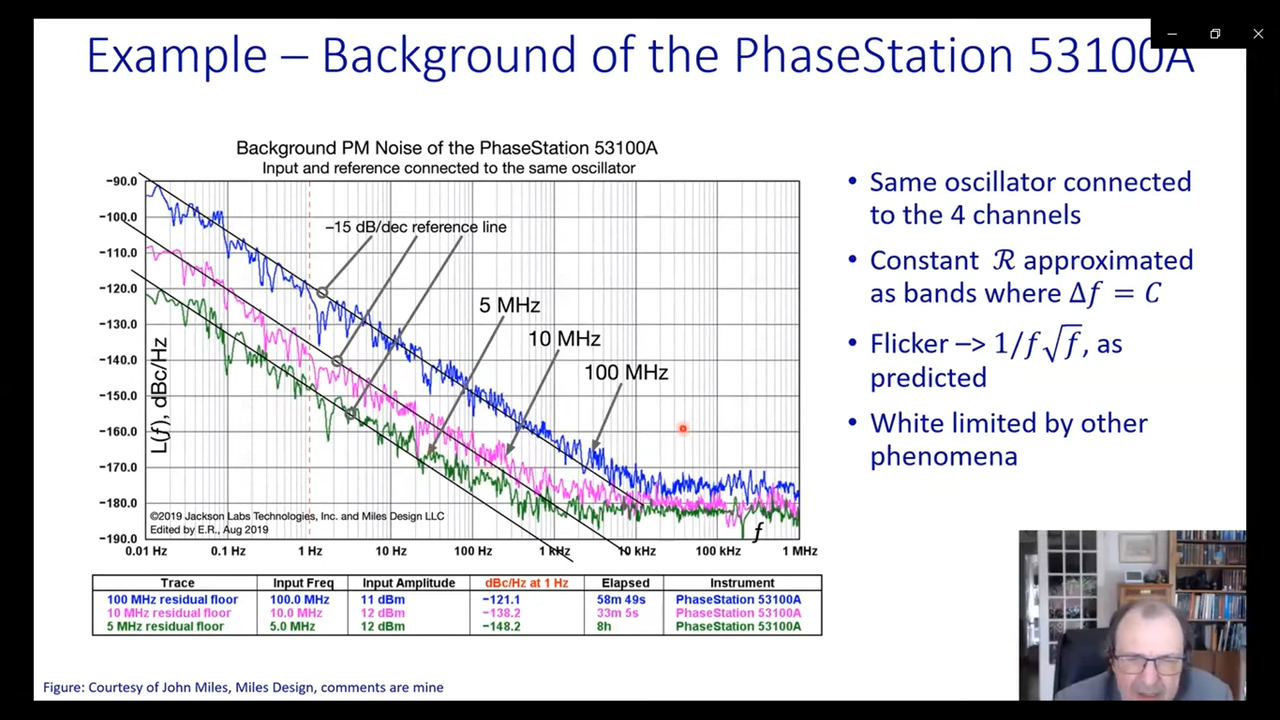 Example – Background of the PhaseStation 53100A
Background PM Noise of the PhaseStation 53100A
Input and reference connected to the same oscillator
−90.0
−100.0
−110.0
−120.0
−130.0
−140.0
−150.0
−160.0
−170.0
−180.0
−190.0
L(f), dBc/Hz
−15 dB/dec reference line
5 MHz
10 MHz
100 MHz
©2019 Jackson Labs Technologies, Inc. and Miles Design LLC
Edited by E.R., Aug 2019
f
0.01 Hz 0.1 Hz 1 Hz 10 Hz 100 Hz 1 kHz 10 kHz 100 kHz 1 MHz
Trace Input Freq Input Amplitude dBc/Hz at 1 Hz Elapsed Instrument
100 MHz residual floor 100.0 MHz 11 dBm −121.1 58m 49s PhaseStation 53100A
10 MHz residual floor 10.0 MHz 12 dBm −138.2 33m 5s PhaseStation 53100A
5 MHz residual floor 5.0 MHz 12 dBm −148.2 8h PhaseStation 53100A
• Same oscillator connected
to the 4 channels
• Constant ℛ approximated
as bands where Δf = C
• Flicker –> 1/f√f, as
predicted
• White limited by other
phenomena
Figure: Courtesy of John Miles, Miles Design, comments are mine